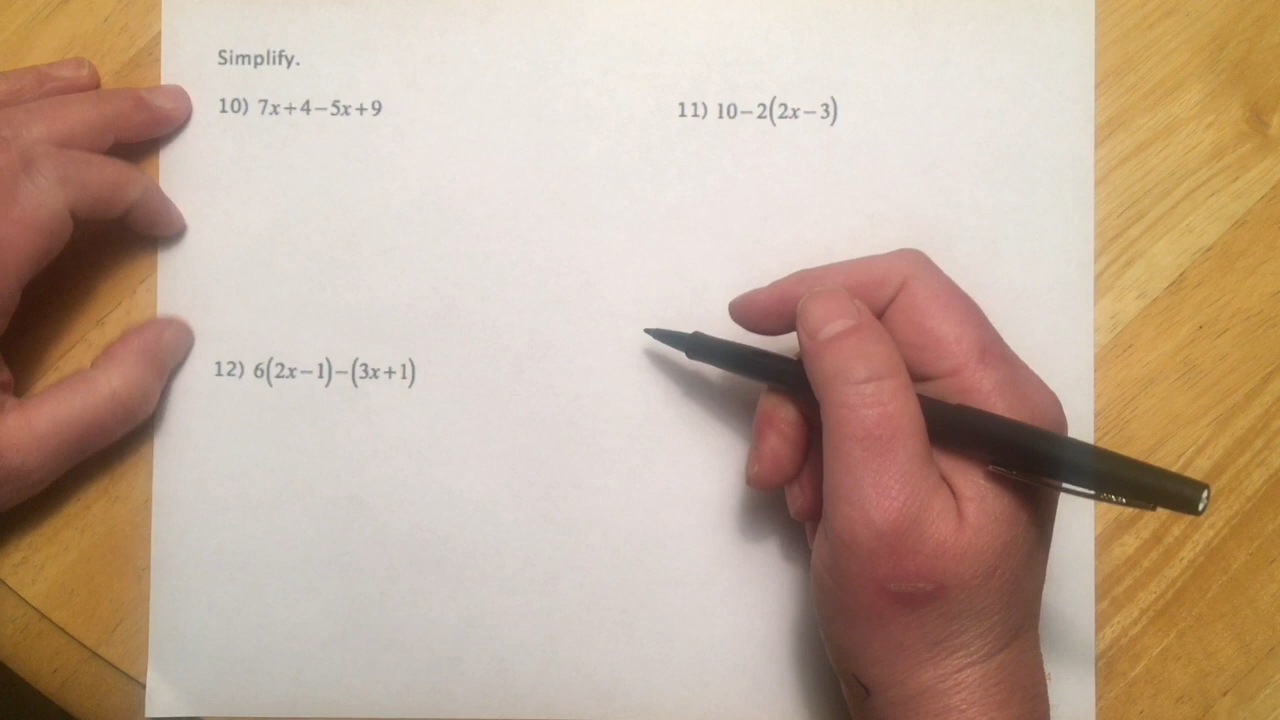 Simplify.
10) 7x+4−5x+9
11) 10−2(2x−3)
12) 6(2x−1)−(3x+1)